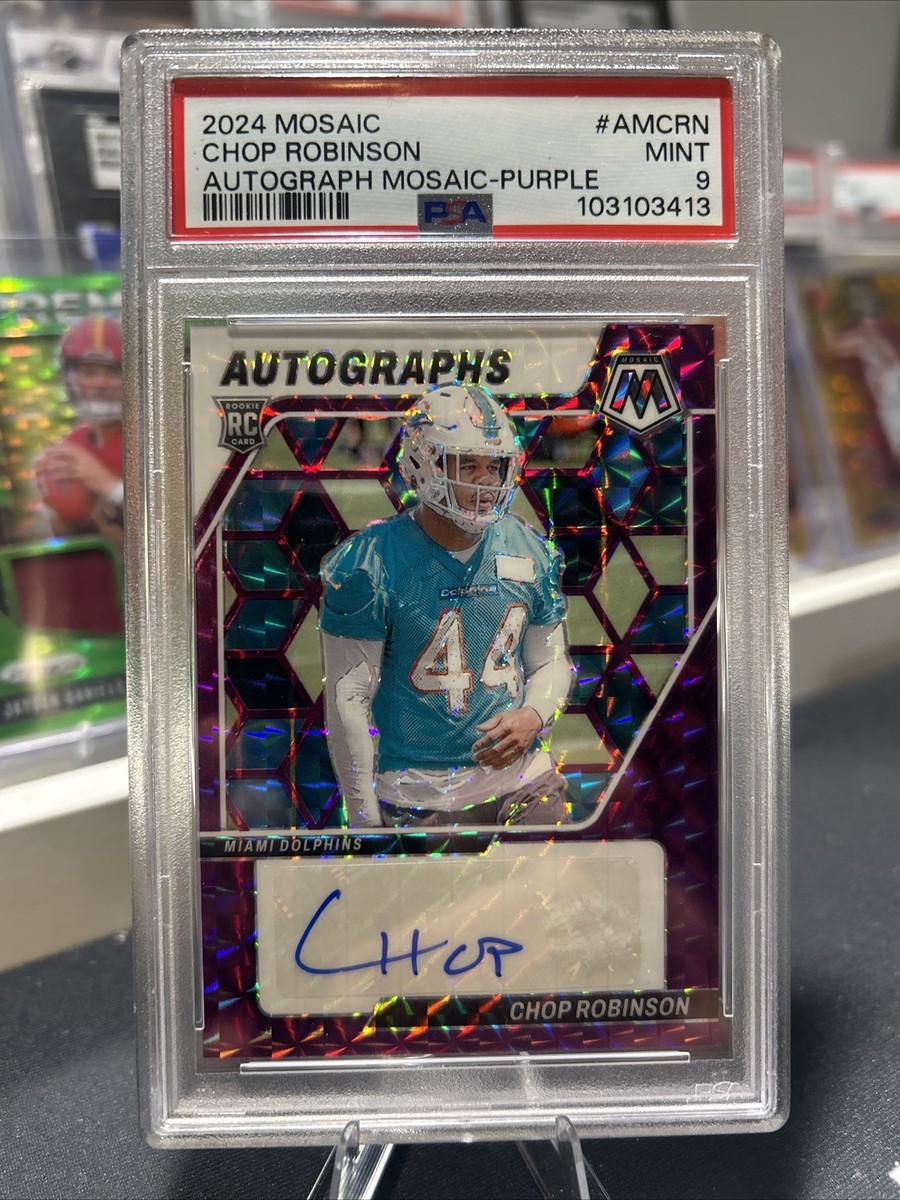 2024 MOSAIC #AMCRN
CHOP ROBINSON MINT
AUTOGRAPH MOSAIC-PURPLE 9
PSA 103103413
AUTOGRAPHS
MOSAIC
M
ROOKIE
RC
CARD
Dolphins
44
MIAMI DOLPHINS
CHOP
CHOP ROBINSON